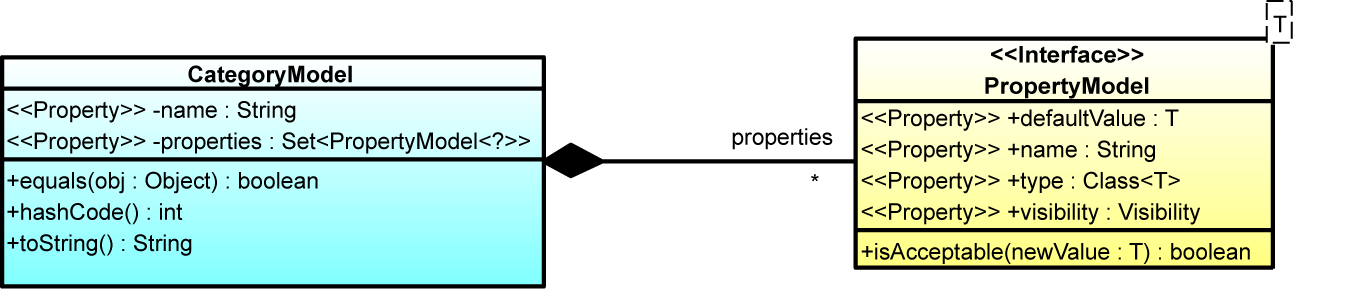 CategoryModel
<<Property>> -name : String
<<Property>> -properties : Set<PropertyModel<?>>
+equals(obj : Object) : boolean
+hashCode() : int
+toString() : String
properties
*
T
<<Interface>>
PropertyModel
<<Property>> +defaultValue : T
<<Property>> +name : String
<<Property>> +type : Class<T>
<<Property>> +visibility : Visibility
+isAcceptable(newValue : T) : boolean